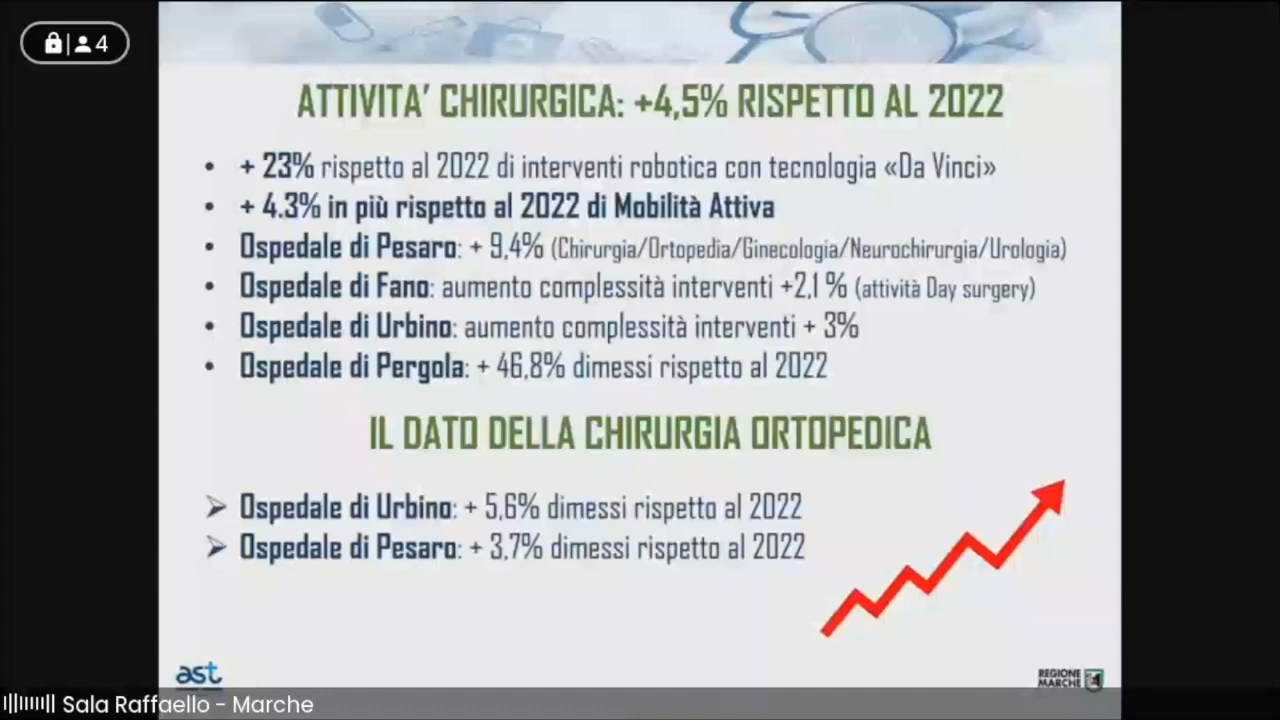 4
ATTIVITA' CHIRURGICA: +4,5% RISPETTO AL 2022
• + 23% rispetto al 2022 di interventi robotica con tecnologia «Da Vinci»
• + 4.3% in più rispetto al 2022 di Mobilità Attiva
• Ospedale di Pesaro: + 9,4% (Chirurgia/Ortopedia/Ginecologia/Neurochirurgia/Urologia)
• Ospedale di Fano: aumento complessità interventi +2,1 % (attività Day surgery)
• Ospedale di Urbino: aumento complessità interventi + 3%
• Ospedale di Pergola: + 46,8% dimessi rispetto al 2022
IL DATO DELLA CHIRURGIA ORTOPEDICA
➢ Ospedale di Urbino: + 5,6% dimessi rispetto al 2022
➢ Ospedale di Pesaro: + 3,7% dimessi rispetto al 2022
ast
REGIONE
MARCHE
Sala Raffaello - Marche